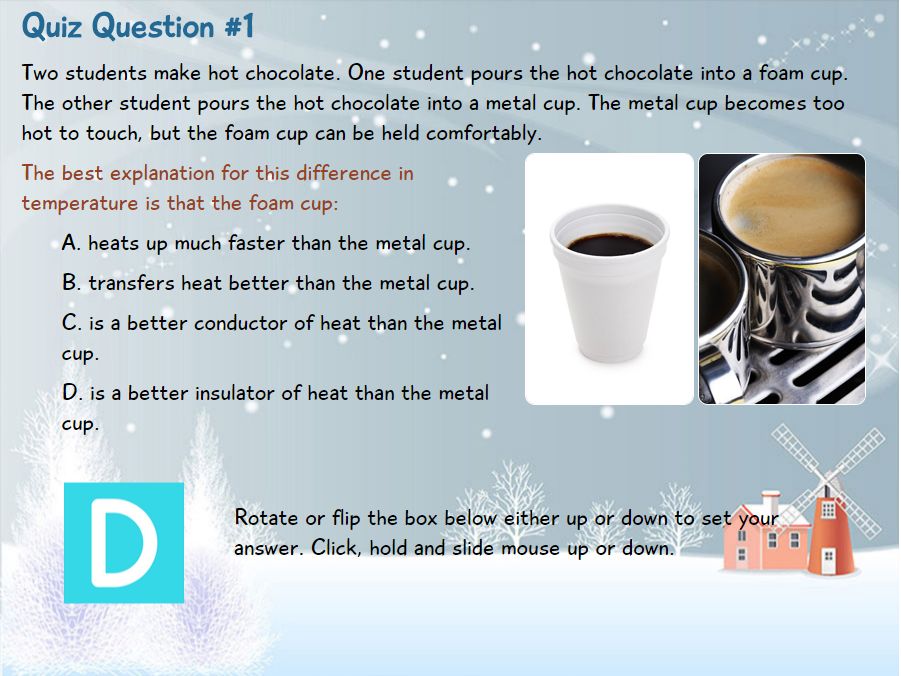 Quiz Question #1
Two students make hot chocolate. One student pours the hot chocolate into a foam cup.
The other student pours the hot chocolate into a metal cup. The metal cup becomes too
hot to touch, but the foam cup can be held comfortably.
The best explanation for this difference in
temperature is that the foam cup:
A. heats up much faster than the metal cup.
B. transfers heat better than the metal cup.
C. is a better conductor of heat than the metal
cup.
D. is a better insulator of heat than the metal
cup.
D
Rotate or flip the box below either up or down to set your
answer. Click, hold and slide mouse up or down.